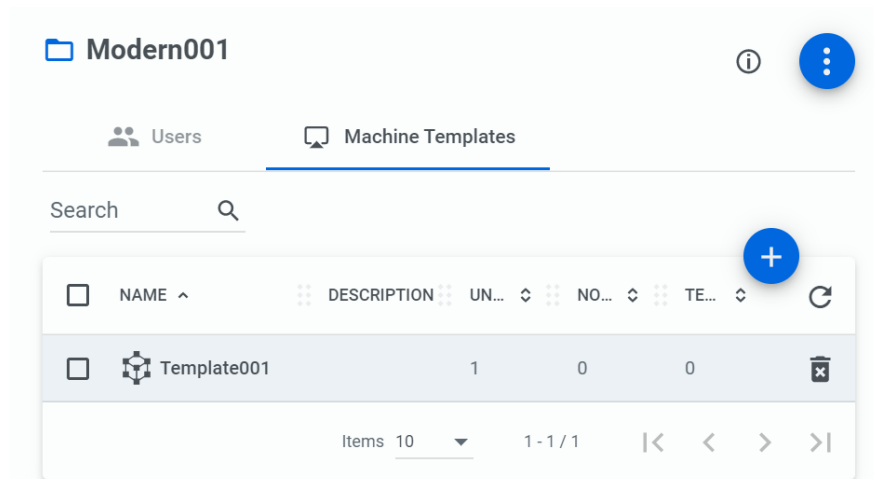 Modern001
Users Machine Templates
Search
NAME DESCRIPTION UN... NO... TE...
Template001 1 0 0
Items 10 1 - 1 / 1